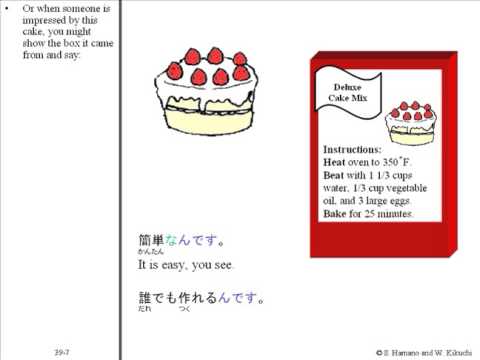 • Or when someone is
impressed by this
cake, you might
show the box it came
from and say:
Deluxe
Cake Mix
Instructions:
Heat oven to 350°F.
Beat with 1 1/3 cups
water, 1/3 cup vegetable
oil, and 3 large eggs.
Bake for 25 minutes.
簡単なんです。
かんたん
It is easy, you see.
誰でも作れるんです。
だれ つく
39-7
© S. Hamano and W. Kikuchi